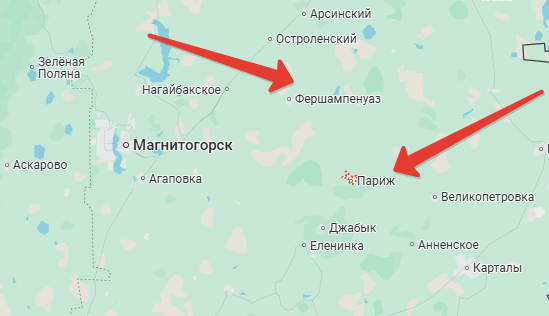 Арсинский
Остроленский
Зелёная
Поляна
Нагайбакское
Фершампенуаз
Магнитогорск
Аскарово
Агаповка
Париж
Великопетровка
Джабык
Еленинка
Анненское
Карталы